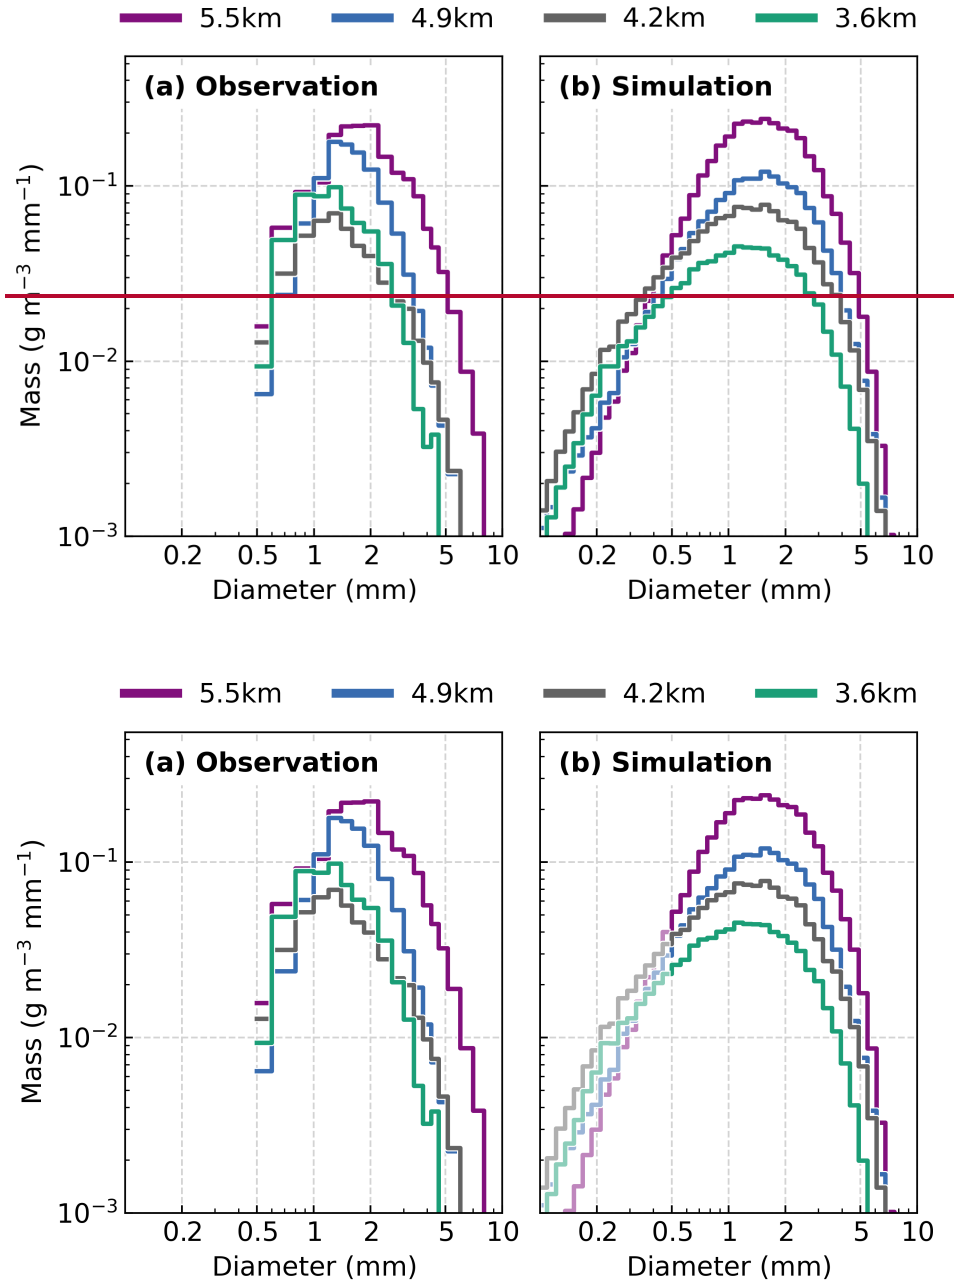 5.5km 4.9km 4.2km 3.6km
(a) Observation (b) Simulation
Mass (g m⁻³ mm⁻¹)
10⁻¹
10⁻²
10⁻³
0.2 0.5 1 2 5 10 0.2 0.5 1 2 5 10
Diameter (mm) Diameter (mm)
5.5km 4.9km 4.2km 3.6km
(a) Observation (b) Simulation
Mass (g m⁻³ mm⁻¹)
10⁻¹
10⁻²
10⁻³
0.2 0.5 1 2 5 10 0.2 0.5 1 2 5 10
Diameter (mm) Diameter (mm)